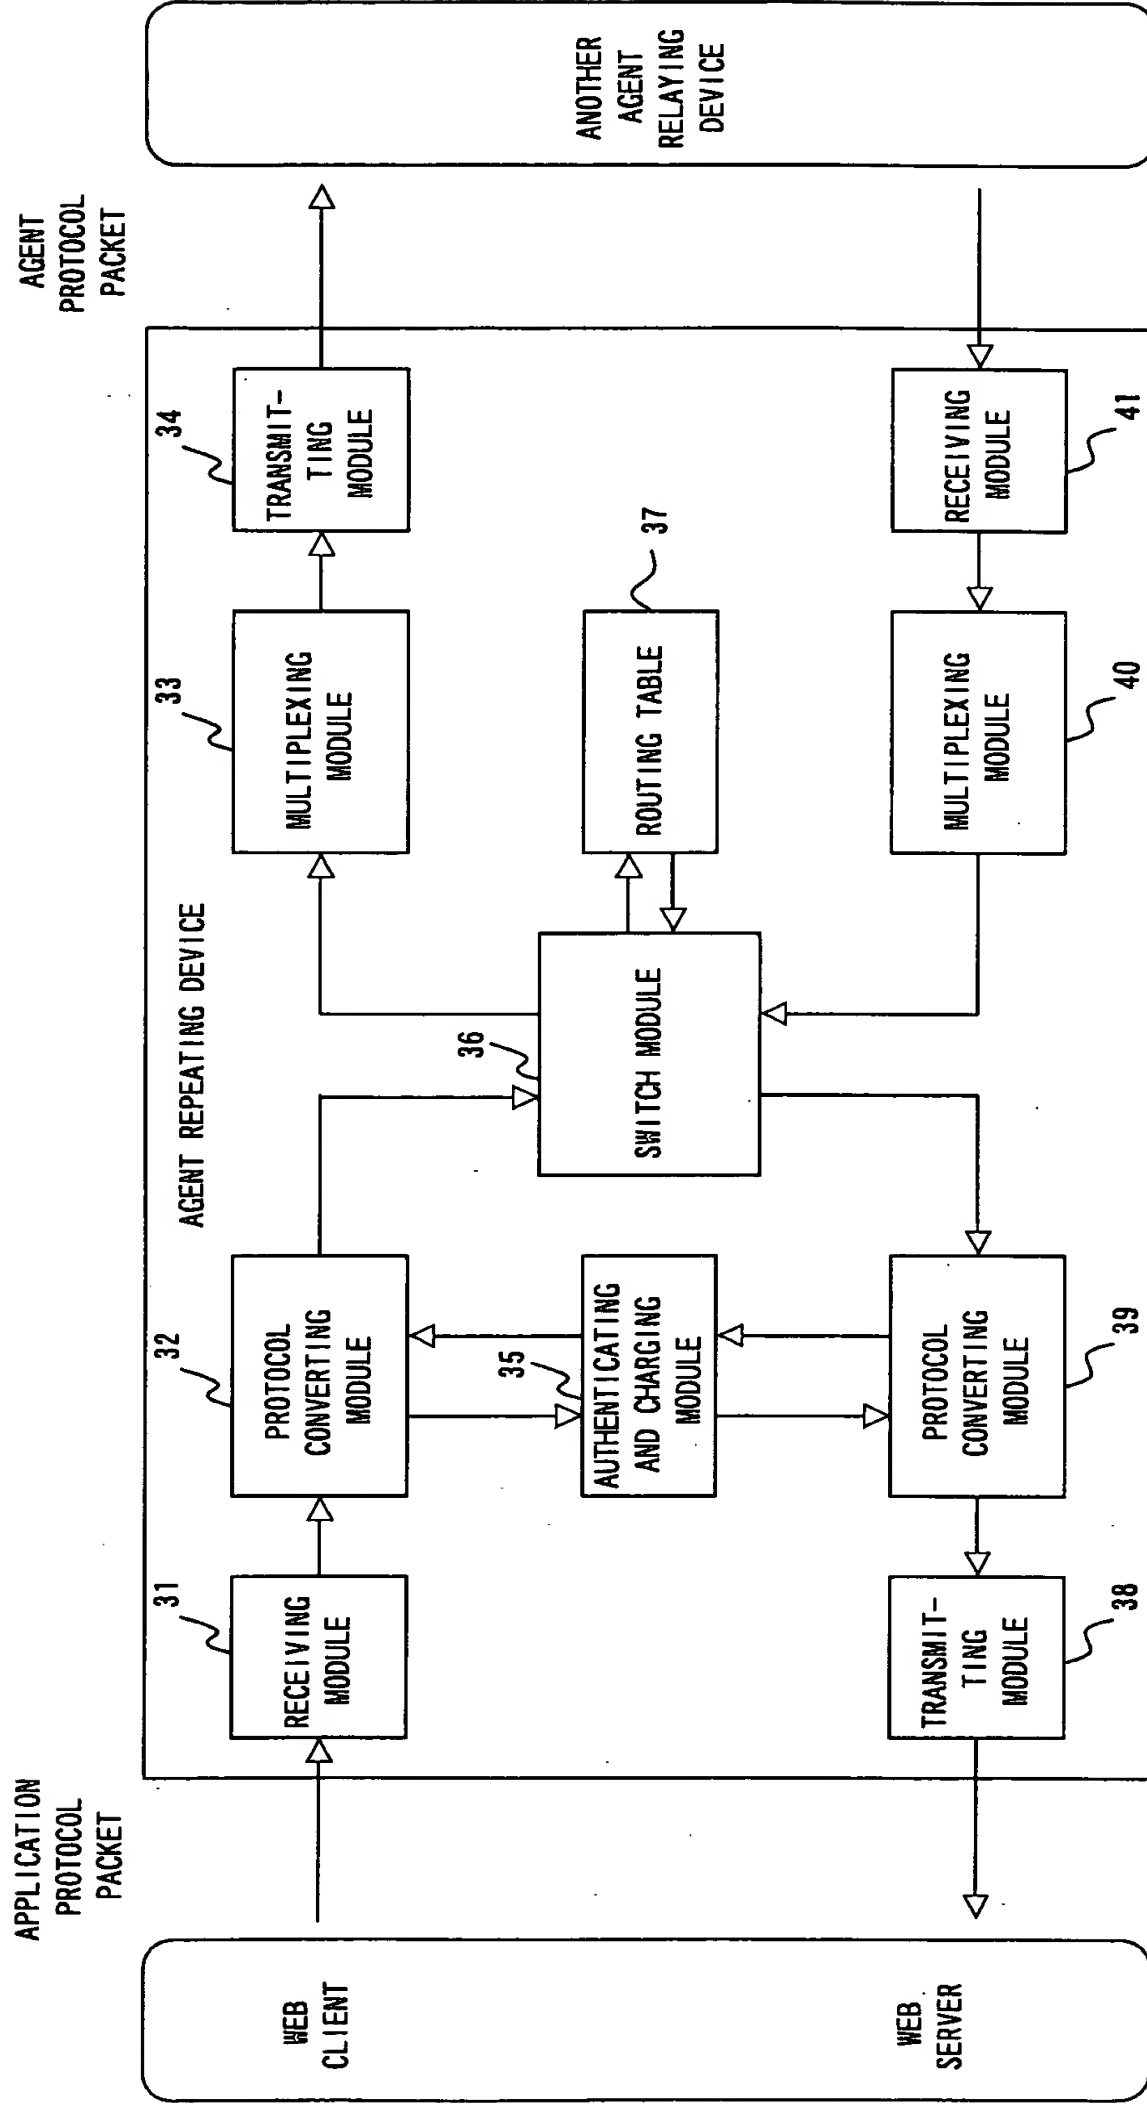 APPLICATION
PROTOCOL
PACKET
AGENT
PROTOCOL
PACKET
AGENT REPEATING DEVICE
WEB
CLIENT
31
RECEIVING
MODULE
32
PROTOCOL
CONVERTING
MODULE
33
MULTIPLEXING
MODULE
34
TRANSMIT-
TING
MODULE
35
AUTHENTICATING
AND CHARGING
MODULE
36
SWITCH MODULE
ROUTING TABLE
37
ANOTHER
AGENT
RELAYING
DEVICE
WEB
SERVER
TRANSMIT-
TING
MODULE
38
PROTOCOL
CONVERTING
MODULE
39
MULTIPLEXING
MODULE
40
RECEIVING
MODULE
41